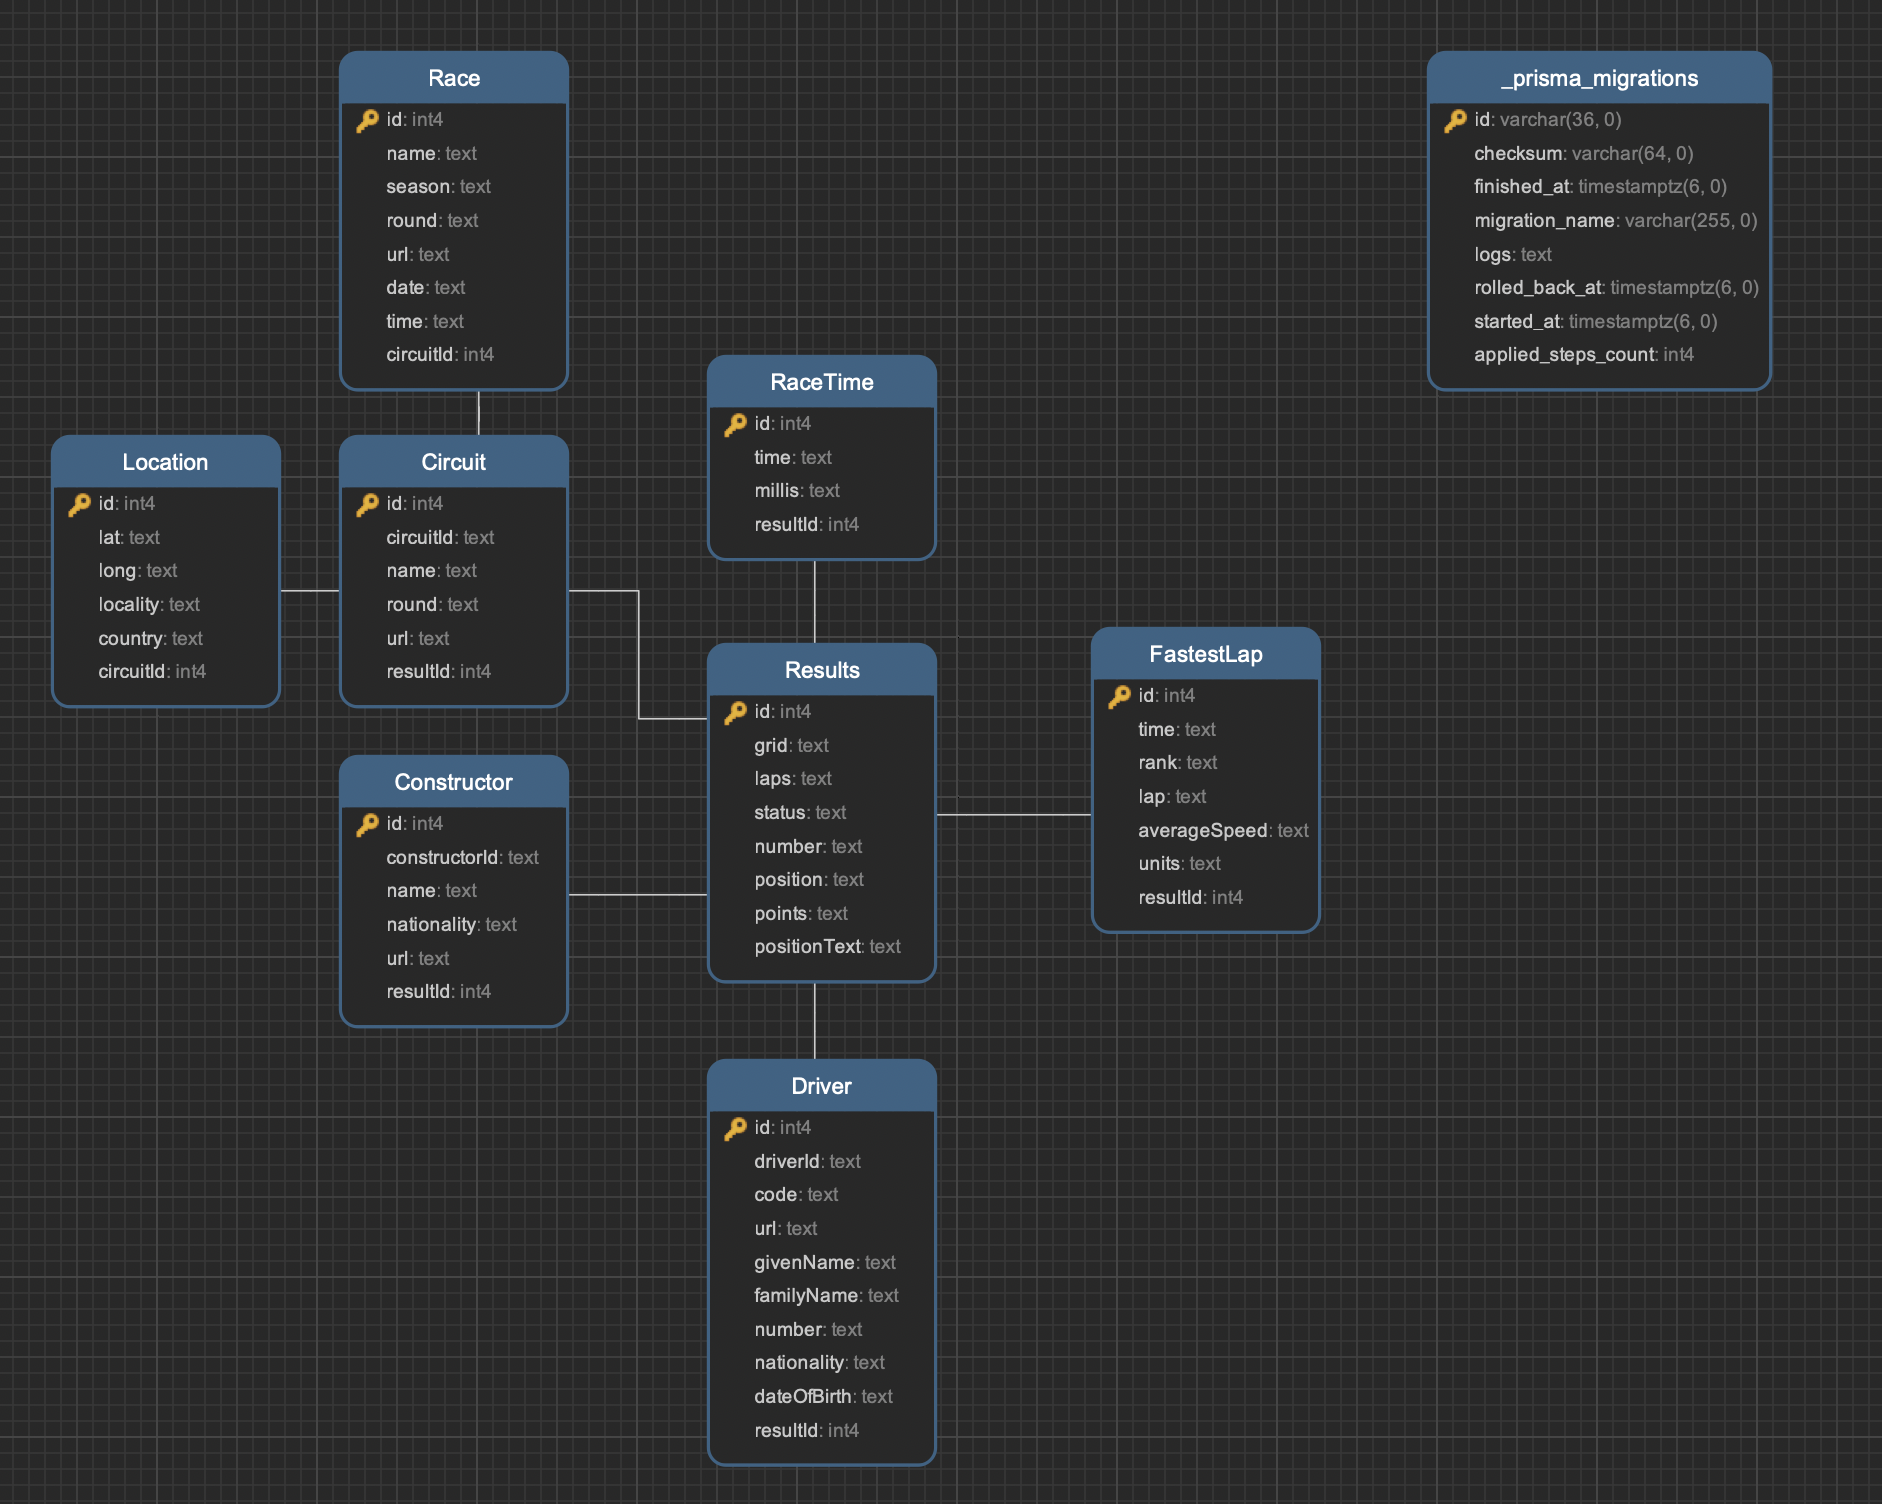 Race
id: int4
name: text
season: text
round: text
url: text
date: text
time: text
circuitId: int4
_prisma_migrations
id: varchar(36, 0)
checksum: varchar(64, 0)
finished_at: timestamptz(6, 0)
migration_name: varchar(255, 0)
logs: text
rolled_back_at: timestamptz(6, 0)
started_at: timestamptz(6, 0)
applied_steps_count: int4
RaceTime
id: int4
time: text
millis: text
resultId: int4
Location
id: int4
lat: text
long: text
locality: text
country: text
circuitId: int4
Circuit
id: int4
circuitId: text
name: text
round: text
url: text
resultId: int4
Results
id: int4
grid: text
laps: text
status: text
number: text
position: text
points: text
positionText: text
FastestLap
id: int4
time: text
rank: text
lap: text
averageSpeed: text
units: text
resultId: int4
Constructor
id: int4
constructorId: text
name: text
nationality: text
url: text
resultId: int4
Driver
id: int4
driverId: text
code: text
url: text
givenName: text
familyName: text
number: text
nationality: text
dateOfBirth: text
resultId: int4